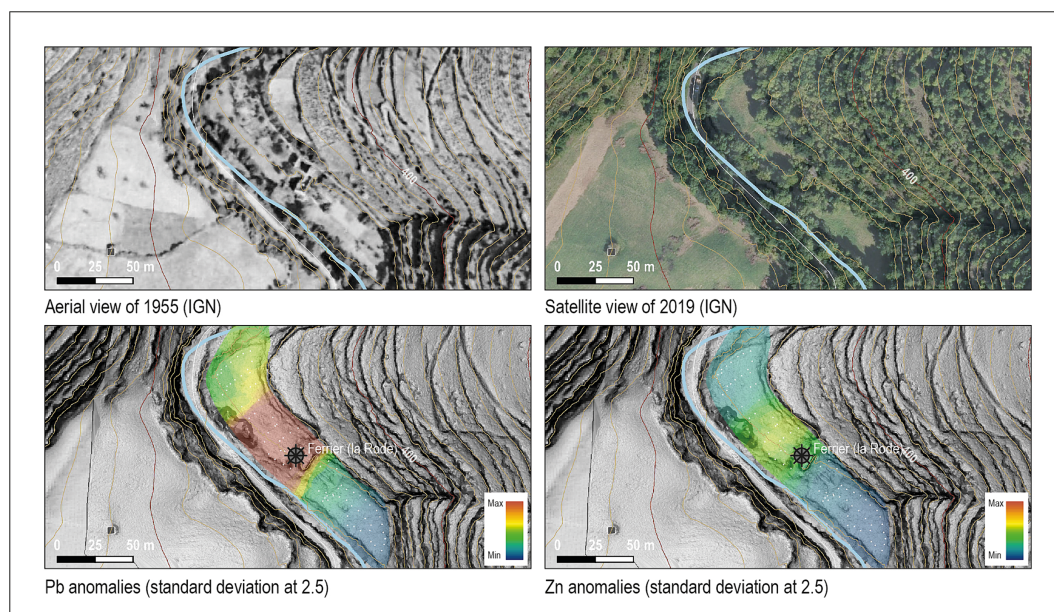 400
0 25 50 m
Aerial view of 1955 (IGN)
400
0 25 50 m
Satellite view of 2019 (IGN)
Ferrier (la Rode)
400
Max
Min
0 25 50 m
Pb anomalies (standard deviation at 2.5)
Ferrier (la Rode)
400
Max
Min
0 25 50 m
Zn anomalies (standard deviation at 2.5)